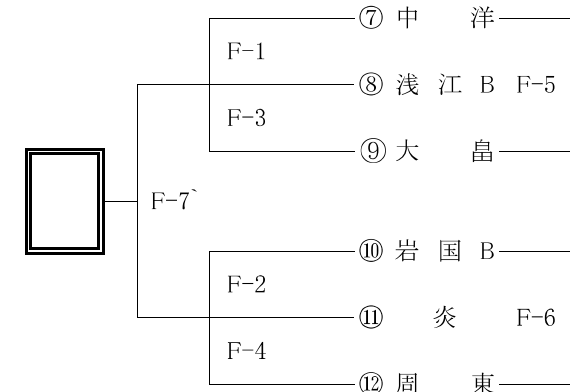 ⑦ 中 洋
F-1
⑧ 浅 江 B F-5
F-3
⑨ 大 畠
F-7`
⑩ 岩 国 B
F-2
⑪ 炎 F-6
F-4
⑫ 周 東